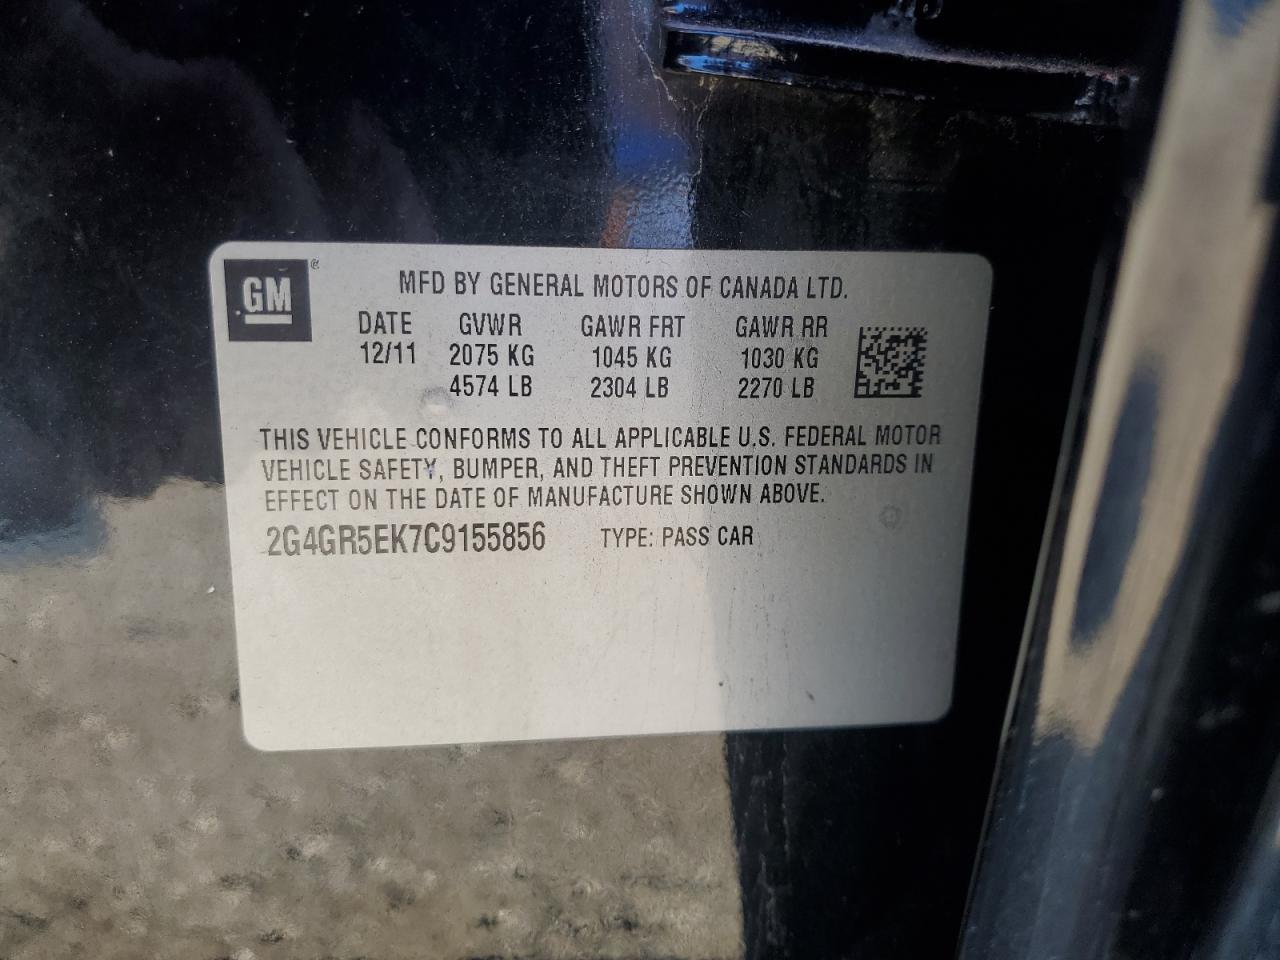 GM
MFD BY GENERAL MOTORS OF CANADA LTD.
DATE GVWR GAWR FRT GAWR RR
12/11 2075 KG 1045 KG 1030 KG
4574 LB 2304 LB 2270 LB
THIS VEHICLE CONFORMS TO ALL APPLICABLE U.S. FEDERAL MOTOR
VEHICLE SAFETY, BUMPER, AND THEFT PREVENTION STANDARDS IN
EFFECT ON THE DATE OF MANUFACTURE SHOWN ABOVE.
2G4GR5EK7C9155856 TYPE: PASS CAR